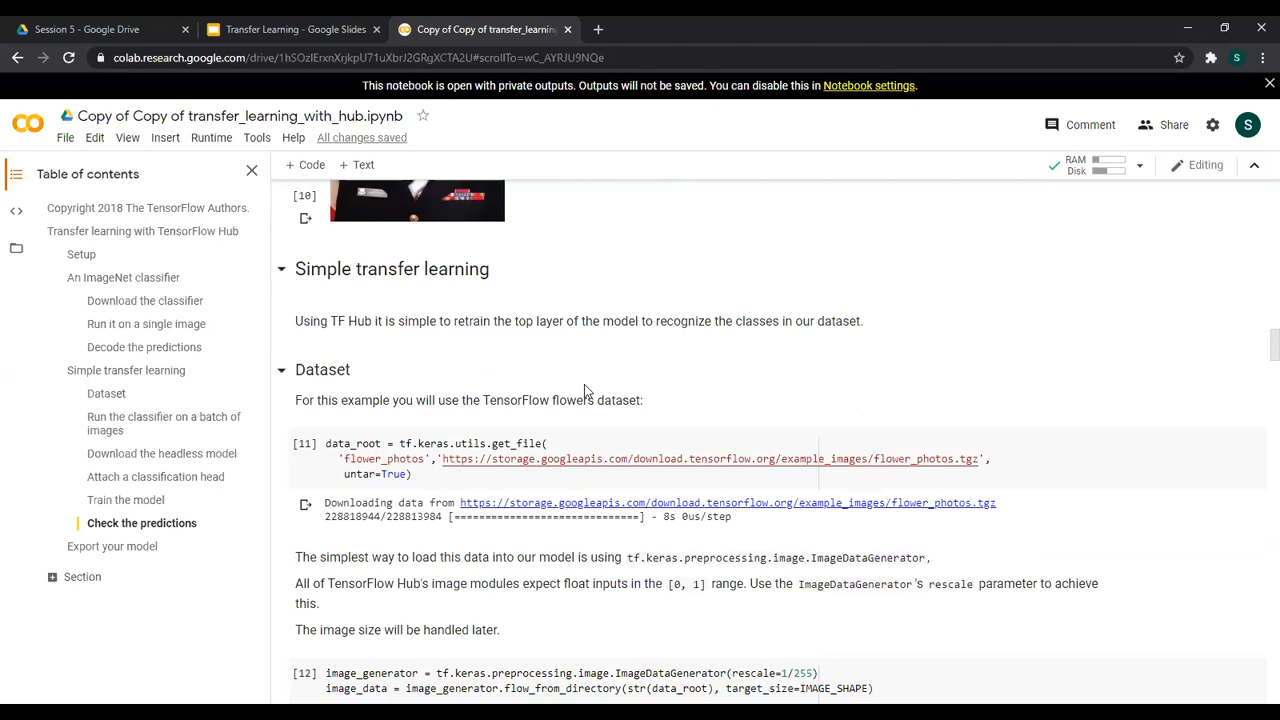 Session 5 - Google Drive
Transfer Learning - Google Slides
Copy of Copy of transfer_learning
colab.research.google.com/drive/1hSOzIErxnXrjkpU71uXbrJ2GRgXCTA2U#scrollTo=wC_AYRJU9NQe
S
This notebook is open with private outputs. Outputs will not be saved. You can disable this in Notebook settings.
Copy of Copy of transfer_learning_with_hub.ipynb
Comment
Share
S
File Edit View Insert Runtime Tools Help All changes saved
Table of contents
+ Code + Text
RAM
Disk
Editing
Copyright 2018 The TensorFlow Authors.
Transfer learning with TensorFlow Hub
Setup
An ImageNet classifier
Download the classifier
Run it on a single image
Decode the predictions
Simple transfer learning
Dataset
Run the classifier on a batch of
images
Download the headless model
Attach a classification head
Train the model
Check the predictions
Export your model
Section
[10]
Simple transfer learning
Using TF Hub it is simple to retrain the top layer of the model to recognize the classes in our dataset.
Dataset
For this example you will use the TensorFlow flowers dataset:
[11] data_root = tf.keras.utils.get_file(
'flower_photos','https://storage.googleapis.com/download.tensorflow.org/example_images/flower_photos.tgz',
untar=True)
Downloading data from https://storage.googleapis.com/download.tensorflow.org/example_images/flower_photos.tgz
228818944/228813984 [==============================] - 8s 0us/step
The simplest way to load this data into our model is using tf.keras.preprocessing.image.ImageDataGenerator,
All of TensorFlow Hub's image modules expect float inputs in the [0, 1] range. Use the ImageDataGenerator's rescale parameter to achieve
this.
The image size will be handled later.
[12] image_generator = tf.keras.preprocessing.image.ImageDataGenerator(rescale=1/255)
image_data = image_generator.flow_from_directory(str(data_root), target_size=IMAGE_SHAPE)